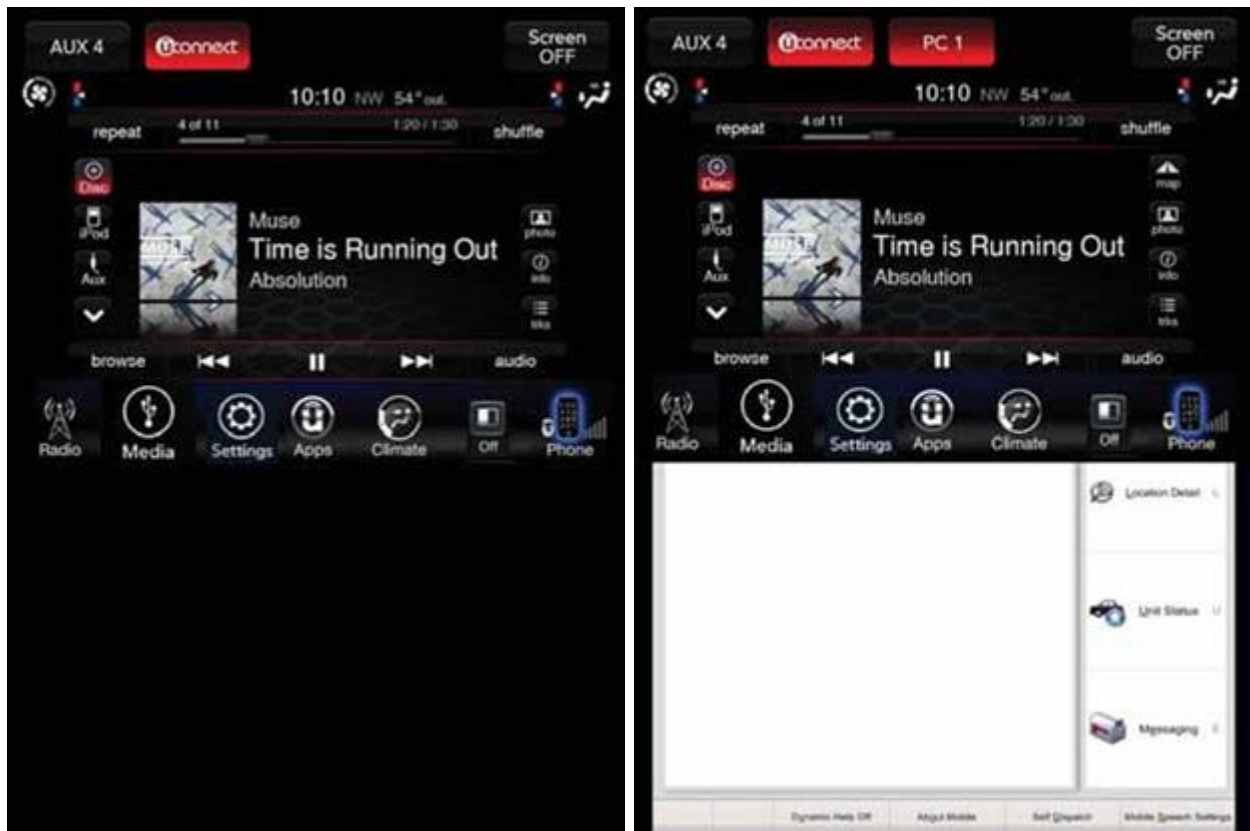 AUX 4
uconnect
Screen
OFF
10:10 NW 54° out.
repeat
4 of 11
1:20 / 1:30
shuffle
Disc
iPod
Aux
Muse
Time is Running Out
Absolution
photo
info
trks
browse
audio
Radio
Media
Settings
Apps
Climate
Off
Phone
AUX 4
uconnect
PC 1
Screen
OFF
10:10 NW 54° out.
repeat
4 of 11
1:20 / 1:30
shuffle
Disc
iPod
Aux
MUSE
Muse
Time is Running Out
Absolution
map
photo
info
trks
browse
audio
Radio
Media
Settings
Apps
Climate
Off
Phone
Location Detail L
Unit Status U
Messaging
Dynamic Help Off
About Mobile
Self Dispatch
Mobile Speech Settings